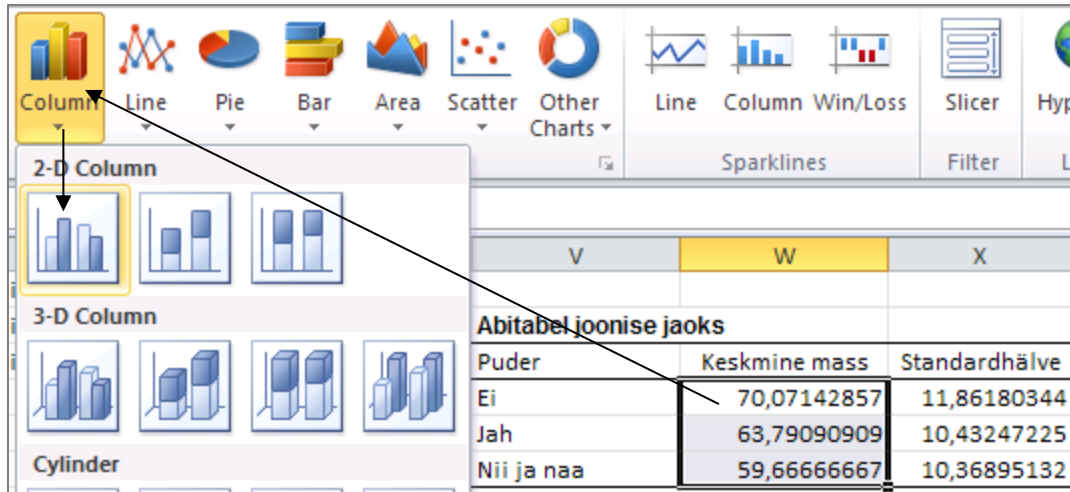 Column Line Pie Bar Area Scatter Other Charts Line Column Win/Loss Slicer
Sparklines Filter
2-D Column
3-D Column
Cylinder
V W X
Abitabel joonise jaoks
Puder Keskmine mass Standardhälve
Ei 70,07142857 11,86180344
Jah 63,79090909 10,43247225
Nii ja naa 59,66666667 10,36895132